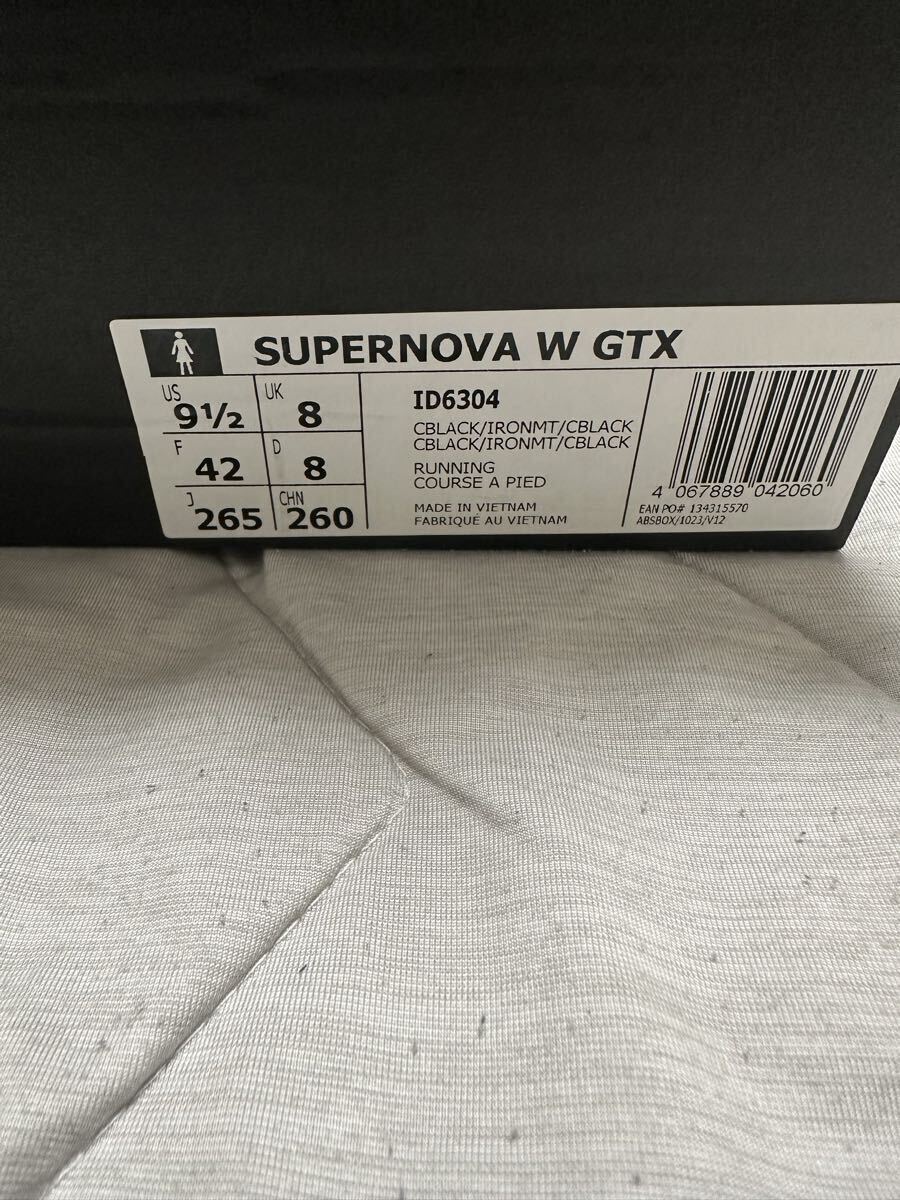 SUPERNOVA W GTX
US 9½ UK 8
F 42 D 8
J 265 CHN 260
ID6304
CBLACK/IRONMT/CBLACK
CBLACK/IRONMT/CBLACK
RUNNING
COURSE A PIED
MADE IN VIETNAM
FABRIQUÉ AU VIETNAM
4 067889 042060
EAN PO# 134315570
ABSBOX/1023/V12